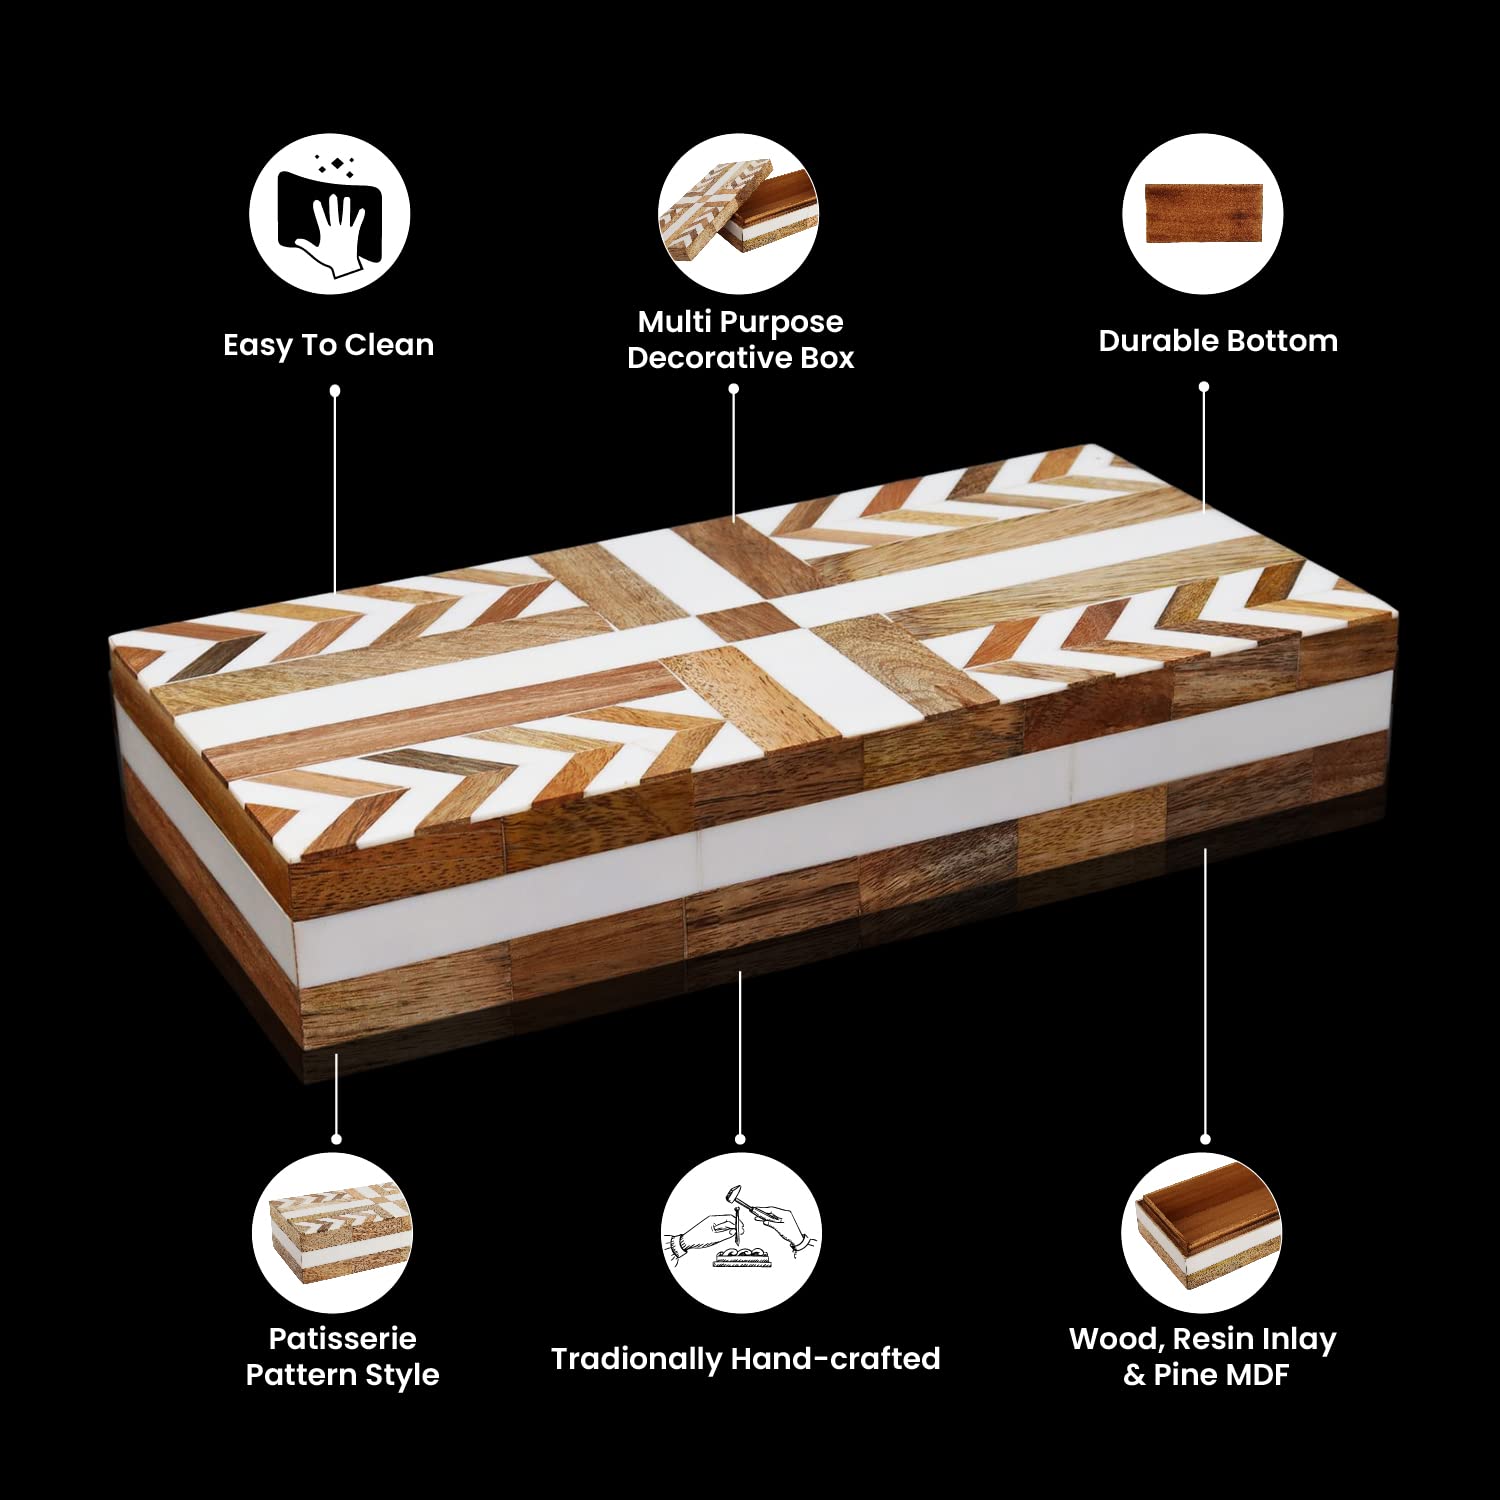 Easy To Clean
Multi Purpose
Decorative Box
Durable Bottom
Patisserie
Pattern Style
Tradionally Hand-crafted
Wood, Resin Inlay
& Pine MDF